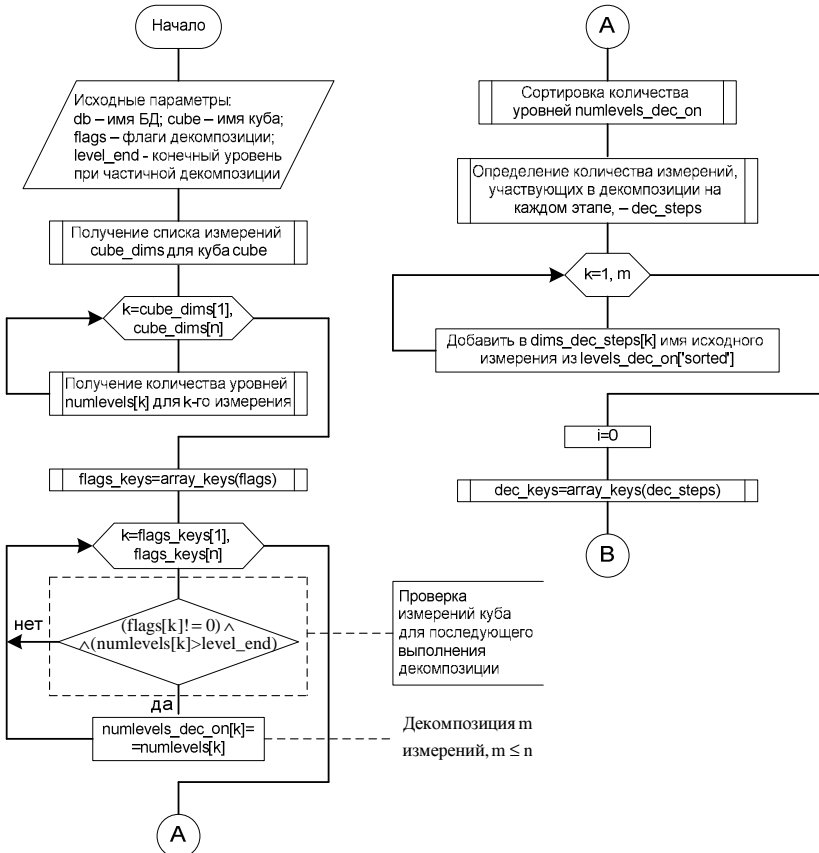 Начало
Исходные параметры:
db – имя БД; cube – имя куба;
flags – флаги декомпозиции;
level_end - конечный уровень
при частичной декомпозиции
Получение списка измерений
cube_dims для куба cube
k=cube_dims[1],
cube_dims[n]
Получение количества уровней
numlevels[k] для k-го измерения
flags_keys=array_keys(flags)
k=flags_keys[1],
flags_keys[n]
нет
(flags[k]!= 0) ∧
∧(numlevels[k]>level_end)
да
numlevels_dec_on[k]=
=numlevels[k]
Проверка
измерений куба
для последующего
выполнения
декомпозиции
Декомпозиция m
измерений, m ≤ n
A
A
Сортировка количества
уровней numlevels_dec_on
Определение количества измерений,
участвующих в декомпозиции на
каждом этапе, – dec_steps
k=1, m
Добавить в dims_dec_steps[k] имя исходного
измерения из levels_dec_on['sorted']
i=0
dec_keys=array_keys(dec_steps)
B